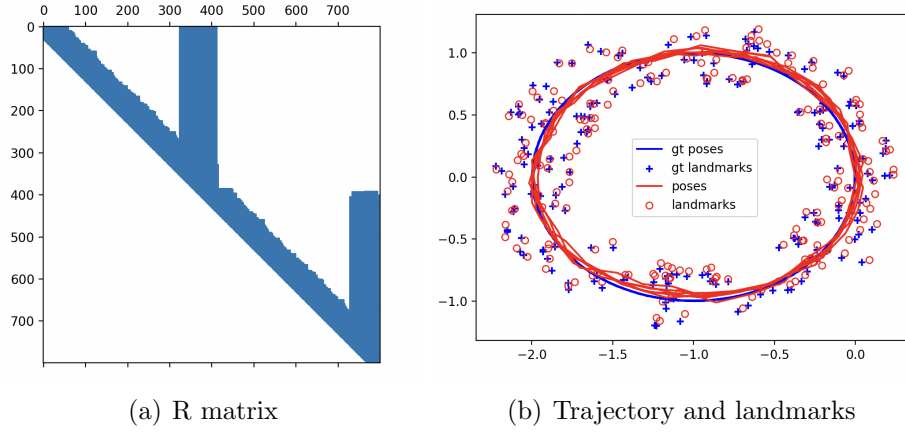 0 100 200 300 400 500 600 700
0
100
200
300
400
500
600
700
1.0
0.5
0.0
−0.5
−1.0
−2.0 −1.5 −1.0 −0.5 0.0
gt poses
gt landmarks
poses
landmarks
(a) R matrix
(b) Trajectory and landmarks